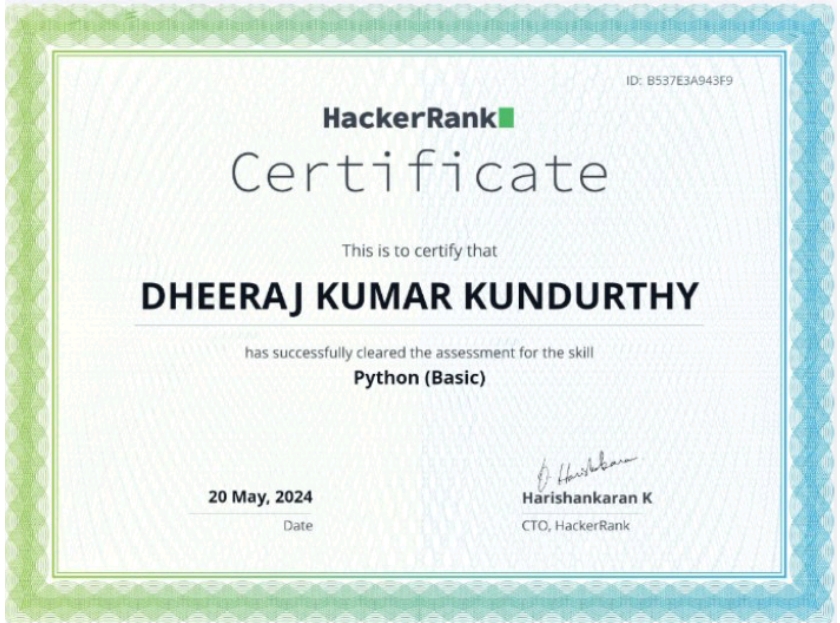 ID: B537E3A943F9
HackerRank
Certificate
This is to certify that
DHEERAJ KUMAR KUNDURTHY
has successfully cleared the assessment for the skill
Python (Basic)
20 May, 2024
Date
Harishankaran K
CTO, HackerRank